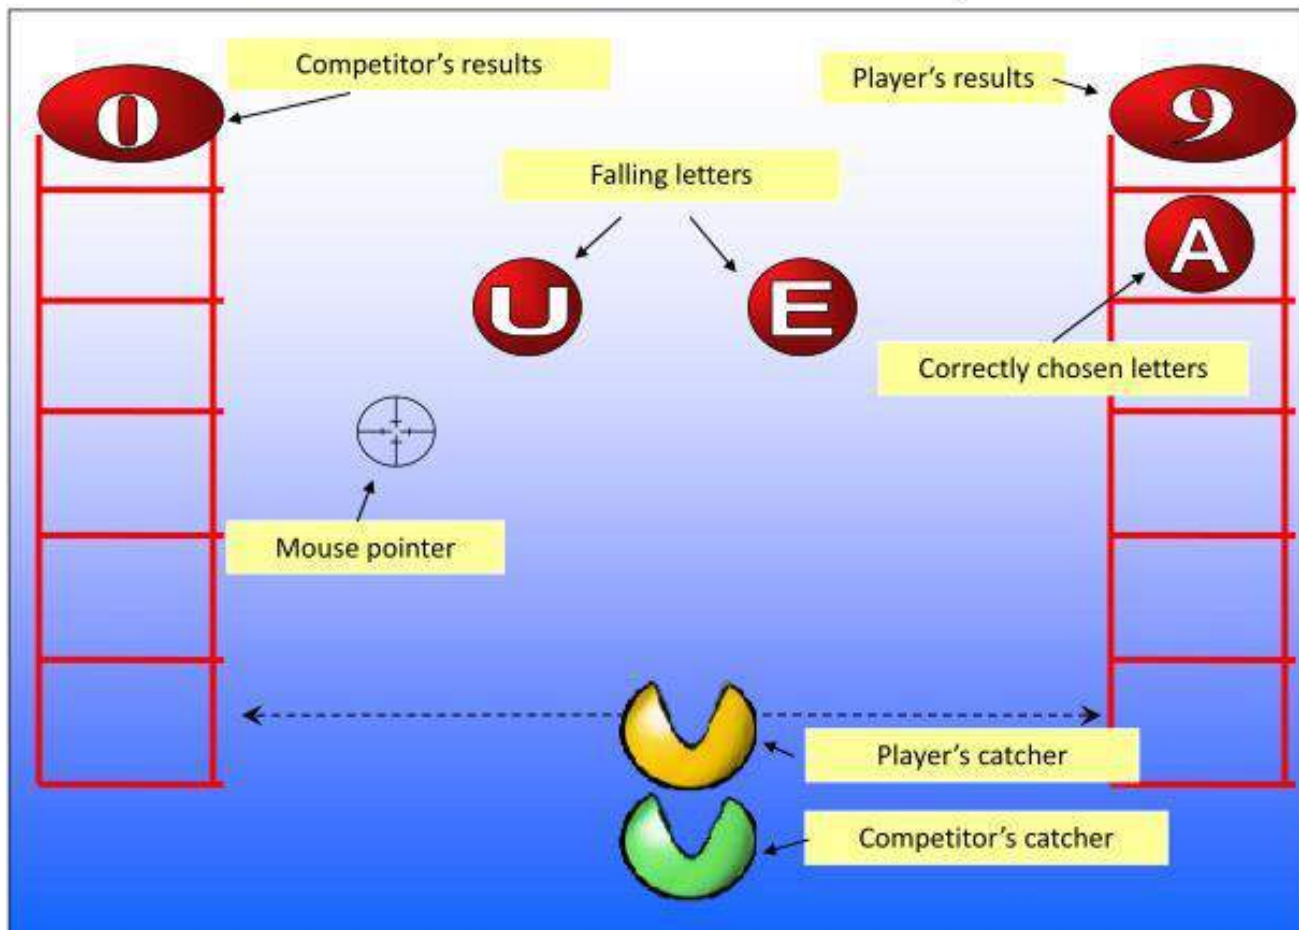 Competitor's results
Player's results
0
9
Falling letters
A
U
E
Correctly chosen letters
Mouse pointer
Player's catcher
Competitor's catcher